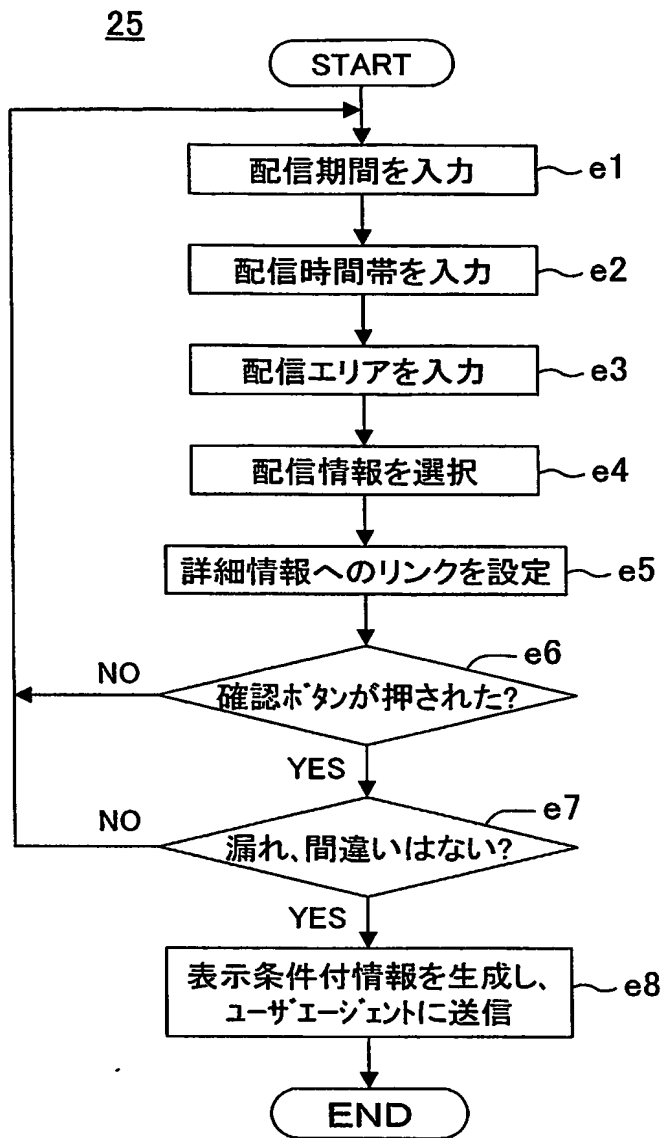 25
START
配信期間を入力
e1
配信時間帯を入力
e2
配信エリアを入力
e3
配信情報を選択
e4
詳細情報へのリンクを設定
e5
e6
NO
確認ボタンが押された?
YES
e7
NO
漏れ、間違いはない?
YES
表示条件付情報を生成し、
ユーザエージェントに送信
e8
END